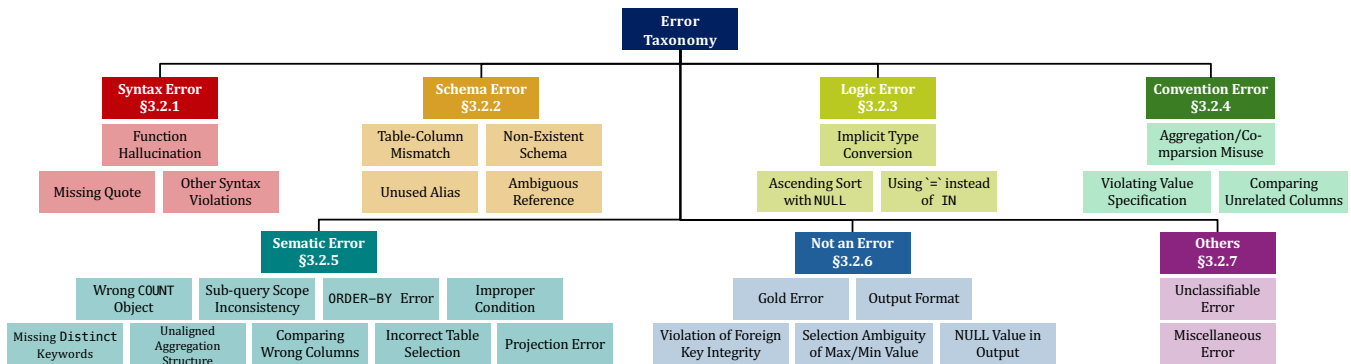 Error
Taxonomy
Syntax Error
§3.2.1
Schema Error
§3.2.2
Logic Error
§3.2.3
Convention Error
§3.2.4
Function
Hallucination
Table-Column
Mismatch
Non-Existent
Schema
Implicit Type
Conversion
Aggregation/Co-
mparsion Misuse
Missing Quote
Other Syntax
Violations
Unused Alias
Ambiguous
Reference
Ascending Sort
with NULL
Using `=` instead
of IN
Violating Value
Specification
Comparing
Unrelated Columns
Sematic Error
§3.2.5
Not an Error
§3.2.6
Others
§3.2.7
Wrong COUNT
Object
Sub-query Scope
Inconsistency
ORDER-BY Error
Improper
Condition
Gold Error
Output Format
Unclassifiable
Error
Missing Distinct
Keywords
Unaligned
Aggregation
Structure
Comparing
Wrong Columns
Incorrect Table
Selection
Projection Error
Violation of Foreign
Key Integrity
Selection Ambiguity
of Max/Min Value
NULL Value in
Output
Miscellaneous
Error